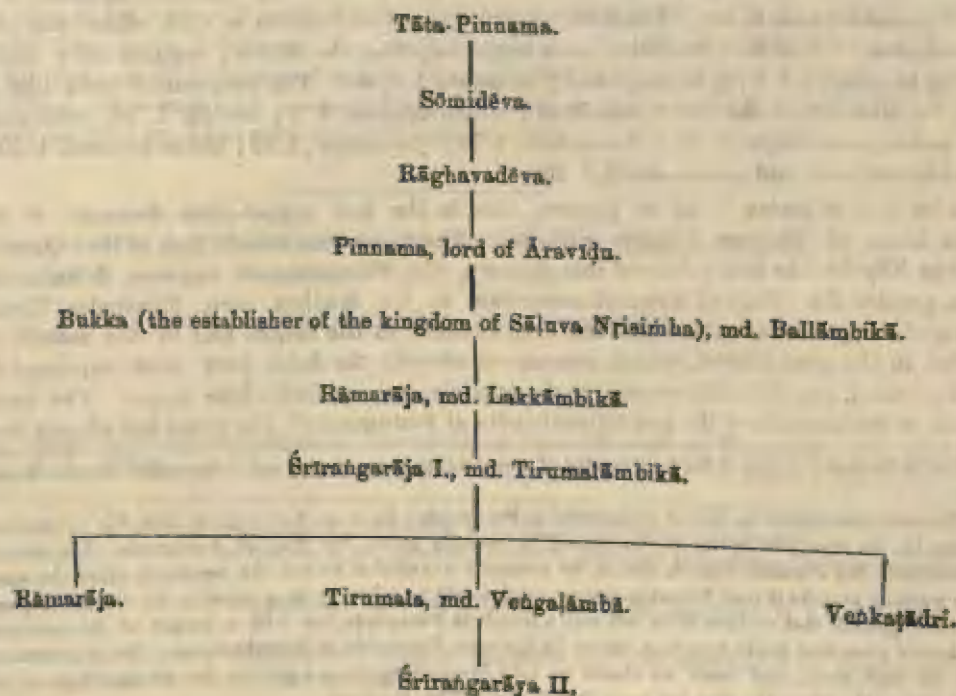 Tāta-Pinnama.
Sōmidēva.
Rāghavadēva.
Pinnama, lord of Āravīḍu.
Bukka (the establisher of the kingdom of Sāḷuva Nṛisiṁha), md. Ballāmbikā.
Rāmarāja, md. Lakkāmbikā.
Śrīraṅgarāja I., md. Tirumalāmbikā.
Rāmarāja. Tirumala, md. Veṅgaḷāmbā. Veṅkaṭādri.
Śrīraṅgarāya II.